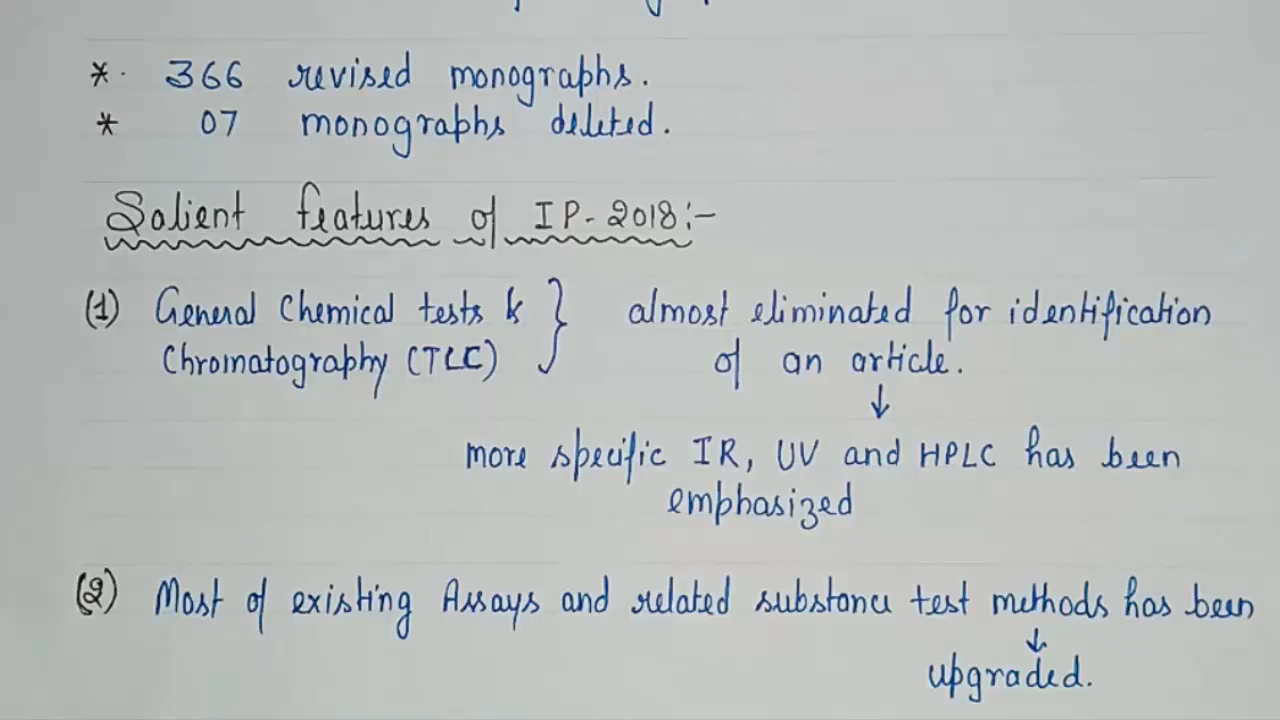 * 366 revised monographs.
* 07 monographs deleted.
Salient features of IP-2018:-
(1) General Chemical tests & } almost eliminated for identification
Chromatography (TLC) of an article.
↓
more specific IR, UV and HPLC has been
emphasized
(2) Most of existing Assays and related substance test methods has been
↓
upgraded.